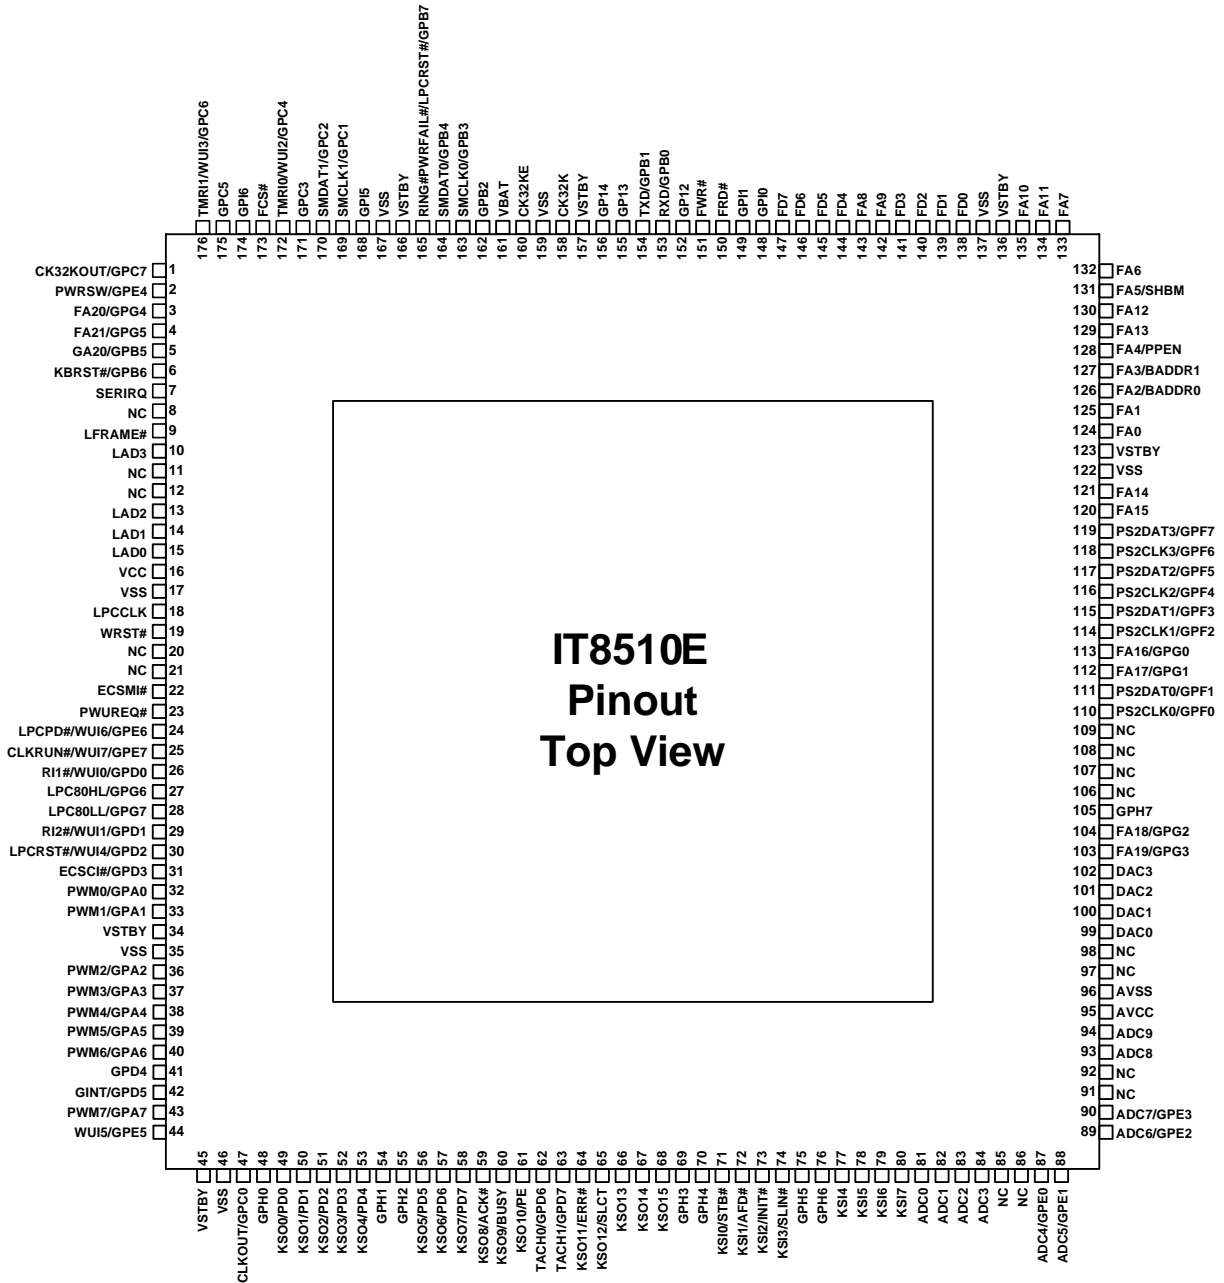 TMRI1/WUI3/GPC6
GPC5
GPI6
FCS#
TMRI0/WUI2/GPC4
GPC3
SMDAT1/GPC2
SMCLK1/GPC1
GPI5
VSS
VSTBY
RING#PWRFAIL#/LPCRST#/GPB7
SMDAT0/GPB4
SMCLK0/GPB3
GPB2
VBAT
CK32KE
VSS
CK32K
VSTBY
GP14
GP13
TXD/GPB1
RXD/GPB0
GP12
FWR#
FRD#
GPI1
GPI0
FD7
FD6
FD5
FD4
FA8
FA9
FD3
FD2
FD1
FD0
VSS
VSTBY
FA10
FA11
FA7
176
175
174
173
172
171
170
169
168
167
166
165
164
163
162
161
160
159
158
157
156
155
154
153
152
151
150
149
148
147
146
145
144
143
142
141
140
139
138
137
136
135
134
133
CK32KOUT/GPC7 1
PWRSW/GPE4 2
FA20/GPG4 3
FA21/GPG5 4
GA20/GPB5 5
KBRST#/GPB6 6
SERIRQ 7
NC 8
LFRAME# 9
LAD3 10
NC 11
NC 12
LAD2 13
LAD1 14
LAD0 15
VCC 16
VSS 17
LPCCLK 18
WRST# 19
NC 20
NC 21
ECSMI# 22
PWUREQ# 23
LPCPD#/WUI6/GPE6 24
CLKRUN#/WUI7/GPE7 25
RI1#/WUI0/GPD0 26
LPC80HL/GPG6 27
LPC80LL/GPG7 28
RI2#/WUI1/GPD1 29
LPCRST#/WUI4/GPD2 30
ECSCI#/GPD3 31
PWM0/GPA0 32
PWM1/GPA1 33
VSTBY 34
VSS 35
PWM2/GPA2 36
PWM3/GPA3 37
PWM4/GPA4 38
PWM5/GPA5 39
PWM6/GPA6 40
GPD4 41
GINT/GPD5 42
PWM7/GPA7 43
WUI5/GPE5 44
IT8510E
Pinout
Top View
132 FA6
131 FA5/SHBM
130 FA12
129 FA13
128 FA4/PPEN
127 FA3/BADDR1
126 FA2/BADDR0
125 FA1
124 FA0
123 VSTBY
122 VSS
121 FA14
120 FA15
119 PS2DAT3/GPF7
118 PS2CLK3/GPF6
117 PS2DAT2/GPF5
116 PS2CLK2/GPF4
115 PS2DAT1/GPF3
114 PS2CLK1/GPF2
113 FA16/GPG0
112 FA17/GPG1
111 PS2DAT0/GPF1
110 PS2CLK0/GPF0
109 NC
108 NC
107 NC
106 NC
105 GPH7
104 FA18/GPG2
103 FA19/GPG3
102 DAC3
101 DAC2
100 DAC1
99 DAC0
98 NC
97 NC
96 AVSS
95 AVCC
94 ADC9
93 ADC8
92 NC
91 NC
90 ADC7/GPE3
89 ADC6/GPE2
45
46
47
48
49
50
51
52
53
54
55
56
57
58
59
60
61
62
63
64
65
66
67
68
69
70
71
72
73
74
75
76
77
78
79
80
81
82
83
84
85
86
87
88
VSTBY
VSS
CLKOUT/GPC0
GPH0
KSO0/PD0
KSO1/PD1
KSO2/PD2
KSO3/PD3
KSO4/PD4
GPH1
GPH2
KSO5/PD5
KSO6/PD6
KSO7/PD7
KSO8/ACK#
KSO9/BUSY
KSO10/PE
TACH0/GPD6
TACH1/GPD7
KSO11/ERR#
KSO12/SLCT
KSO13
KSO14
KSO15
GPH3
GPH4
KSI0/STB#
KSI1/AFD#
KSI2/INIT#
KSI3/SLIN#
GPH5
GPH6
KSI4
KSI5
KSI6
KSI7
ADC0
ADC1
ADC2
ADC3
NC
NC
ADC4/GPE0
ADC5/GPE1